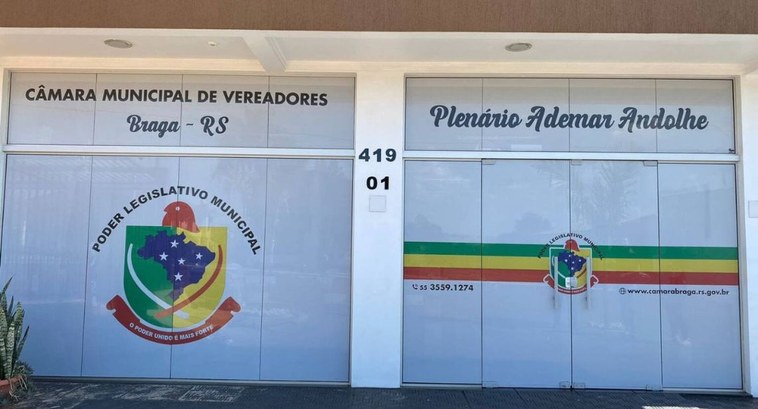 CÂMARA MUNICIPAL DE VEREADORES
Braga - RS
PODER LEGISLATIVO MUNICIPAL
O PODER UNIDO É MAIS FORTE
419
01
Plenário Ademar Andolhe
PODER LEGISLATIVO MUNICIPAL
55 3559.1274
www.camarabraga.rs.gov.br